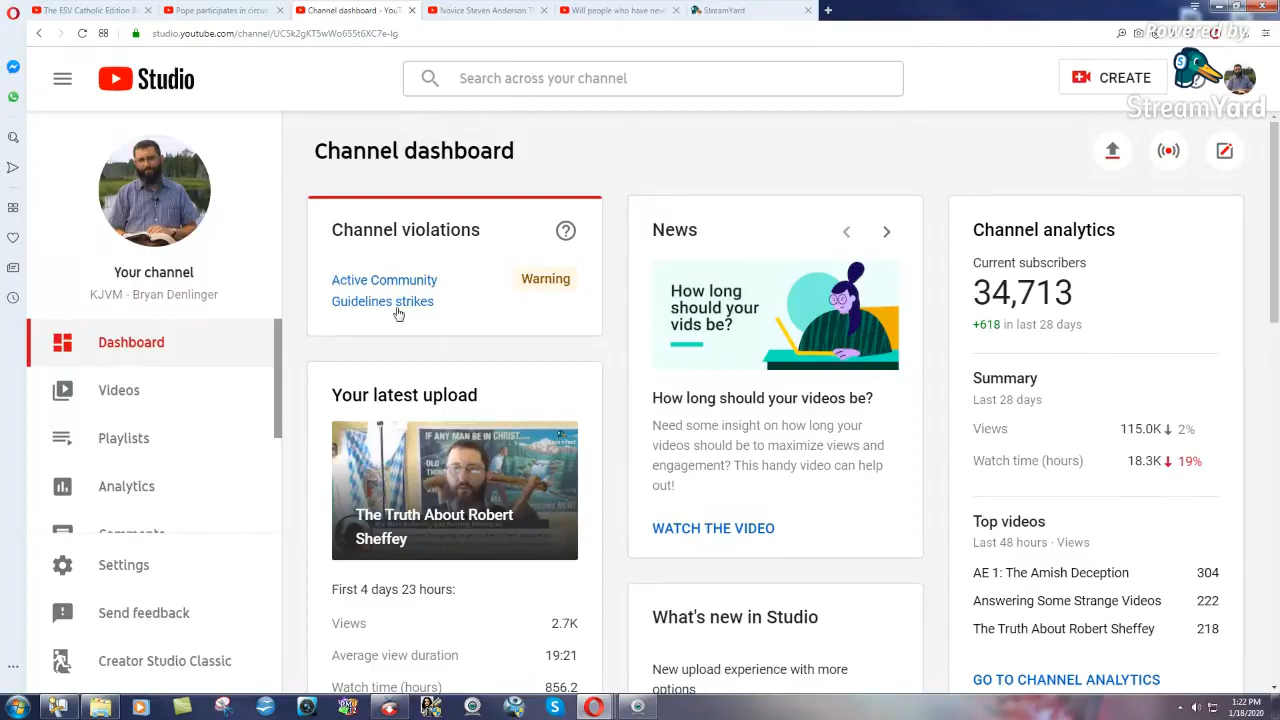 The ESV Catholic Edition B
Pope participates in circus
Channel dashboard - YouT
Novice Steven Anderson T
Will people who have neve
StreamYard
studio.youtube.com/channel/
Powered by
Studio
Search across your channel
CREATE
StreamYard
Channel dashboard
Channel violations
Active Community
Guidelines strikes
Warning
News
How long
should your
vids be?
How long should your videos be?
Need some insight on how long your
videos should be to maximize views and
engagement? This handy video can help
out!
WATCH THE VIDEO
Channel analytics
Current subscribers
34,713
+618 in last 28 days
Summary
Last 28 days
Views 115.0K 2%
Watch time (hours) 18.3K 19%
Top videos
Last 48 hours · Views
AE 1: The Amish Deception 304
Answering Some Strange Videos 222
The Truth About Robert Sheffey 218
GO TO CHANNEL ANALYTICS
Your channel
KJVM - Bryan Denlinger
Dashboard
Videos
Playlists
Analytics
Comments
Settings
Send feedback
Creator Studio Classic
Your latest upload
IF ANY MAN BE IN CHRIST...
The Truth About Robert
Sheffey
First 4 days 23 hours:
Views 2.7K
Average view duration 19:21
Watch time (hours) 856.2
What's new in Studio
New upload experience with more
options
1:22 PM
1/18/2020